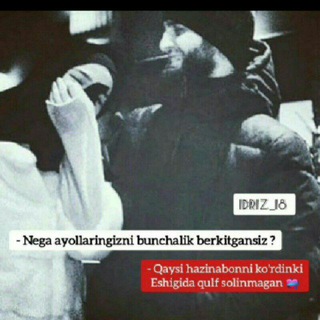 IDRIZ_18
- Nega ayollaringizni bunchalik berkitgansiz ?
- Qaysi hazinabonni ko'rdinki
Eshigida qulf solinmagan 💜